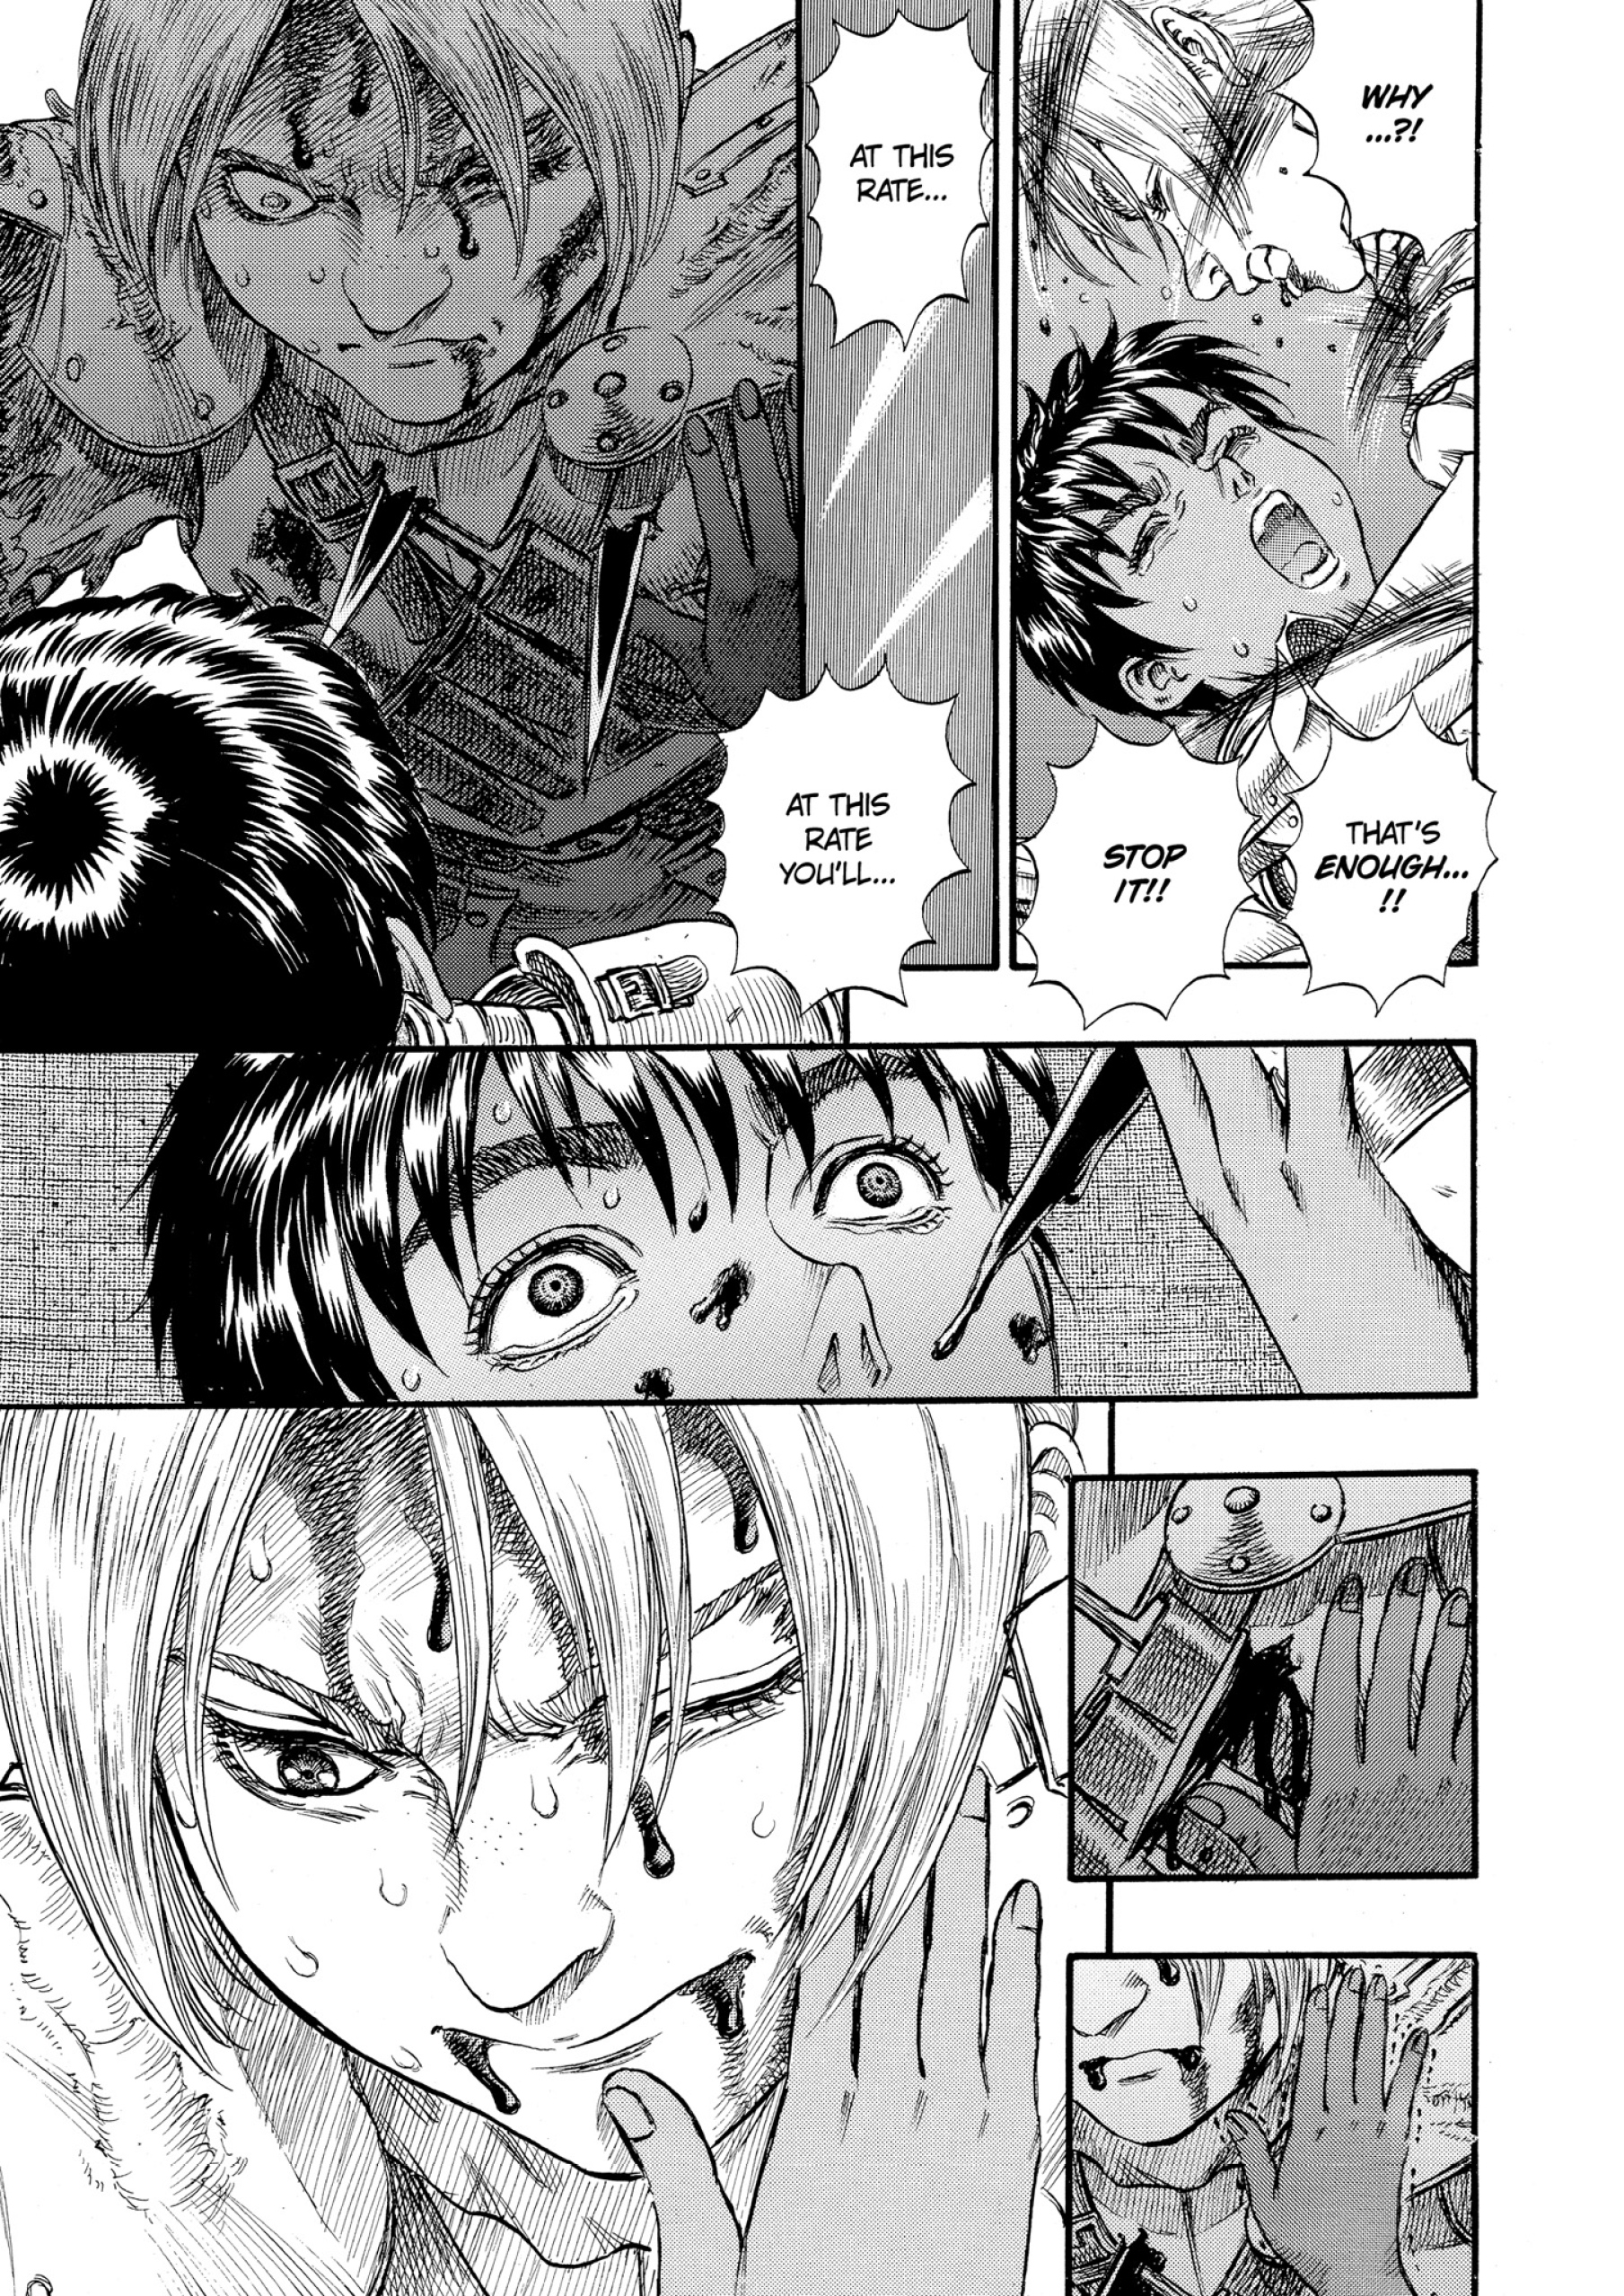 WHY
...?!
THAT'S
ENOUGH...
!!
STOP
IT!!
AT THIS
RATE...
AT THIS
RATE
YOU'LL...